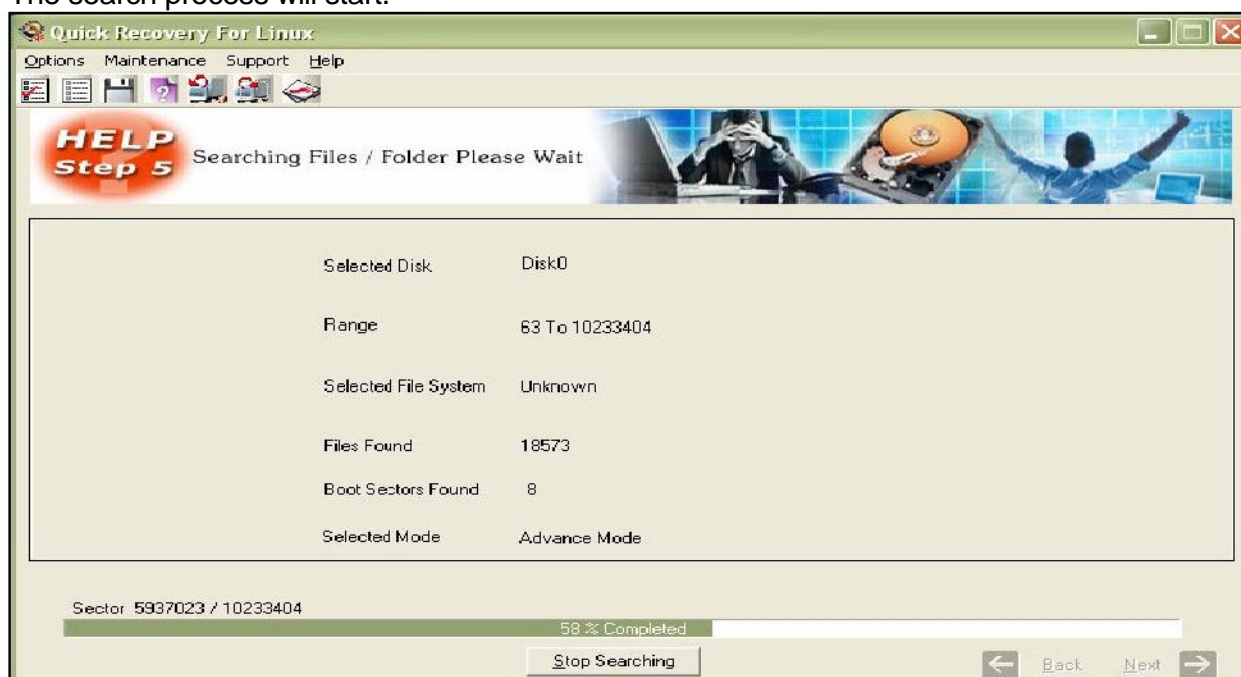 The search process will start.
Quick Recovery For Linux
Options Maintenance Support Help
HELP
Step 5
Searching Files / Folder Please Wait
Selected Disk Disk0
Range 63 To 10233404
Selected File System Unknown
Files Found 18573
Boot Sectors Found 8
Selected Mode Advance Mode
Sector 5937023 / 10233404
58 % Completed
Stop Searching
Back Next